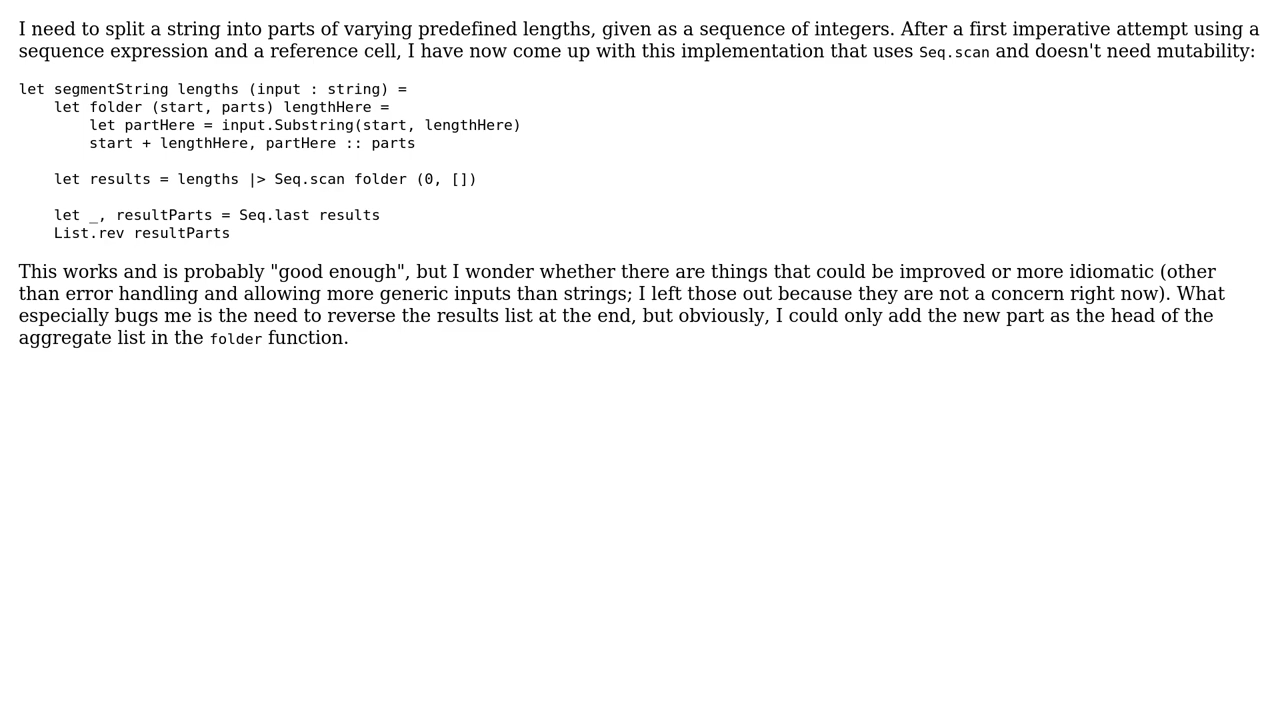 I need to split a string into parts of varying predefined lengths, given as a sequence of integers. After a first imperative attempt using a
sequence expression and a reference cell, I have now come up with this implementation that uses Seq.scan and doesn't need mutability:
let segmentString lengths (input : string) =
    let folder (start, parts) lengthHere =
        let partHere = input.Substring(start, lengthHere)
        start + lengthHere, partHere :: parts
    let results = lengths |> Seq.scan folder (0, [])
    let _, resultParts = Seq.last results
    List.rev resultParts
This works and is probably "good enough", but I wonder whether there are things that could be improved or more idiomatic (other
than error handling and allowing more generic inputs than strings; I left those out because they are not a concern right now). What
especially bugs me is the need to reverse the results list at the end, but obviously, I could only add the new part as the head of the
aggregate list in the folder function.